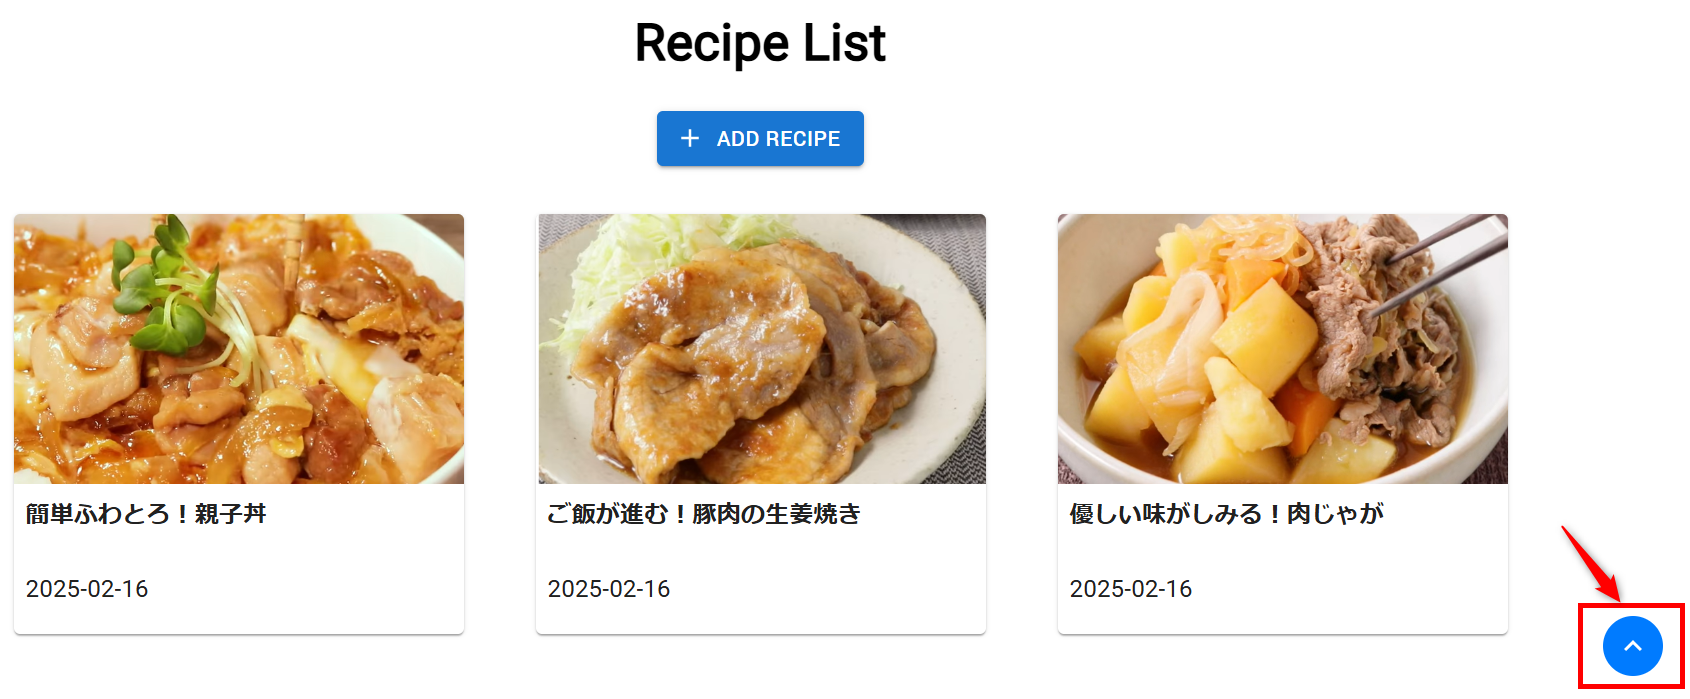 Recipe List
ADD RECIPE
簡単ふわとろ！親子丼
ご飯が進む！豚肉の生姜焼き
優しい味がしみる！肉じゃが
2025-02-16
2025-02-16
2025-02-16